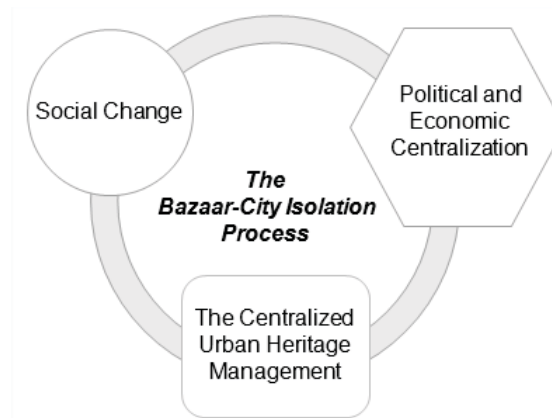 Social Change
Political and
Economic
Centralization
The
Bazaar-City Isolation
Process
The Centralized
Urban Heritage
Management